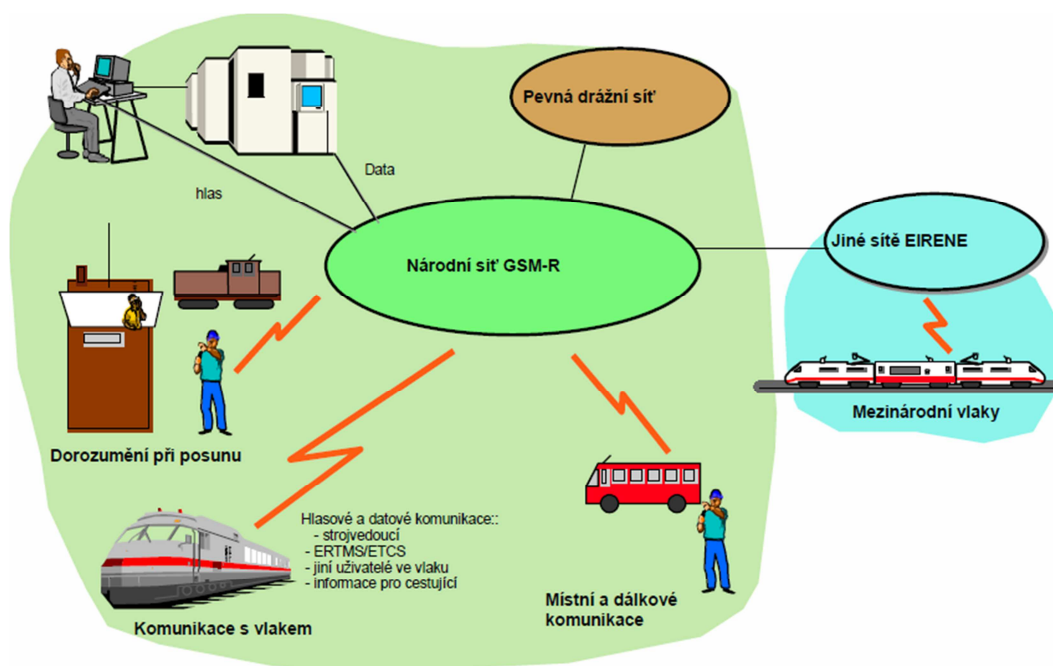 Pevná drážní síť
Data
hlas
Jiné sítě EIRENE
Národní síť GSM-R
Mezinárodní vlaky
Dorozumění při posunu
Hlasové a datové komunikace::
- strojvedoucí
- ERTMS/ETCS
- jiní uživatelé ve vlaku
- informace pro cestující
Místní a dálkové
komunikace
Komunikace s vlakem